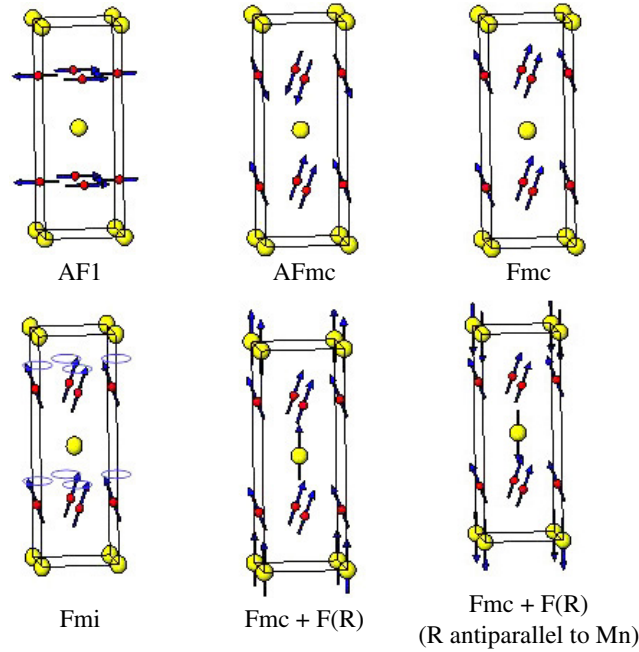 AF1
AFmc
Fmc
Fmi
Fmc + F(R)
Fmc + F(R)
(R antiparallel to Mn)